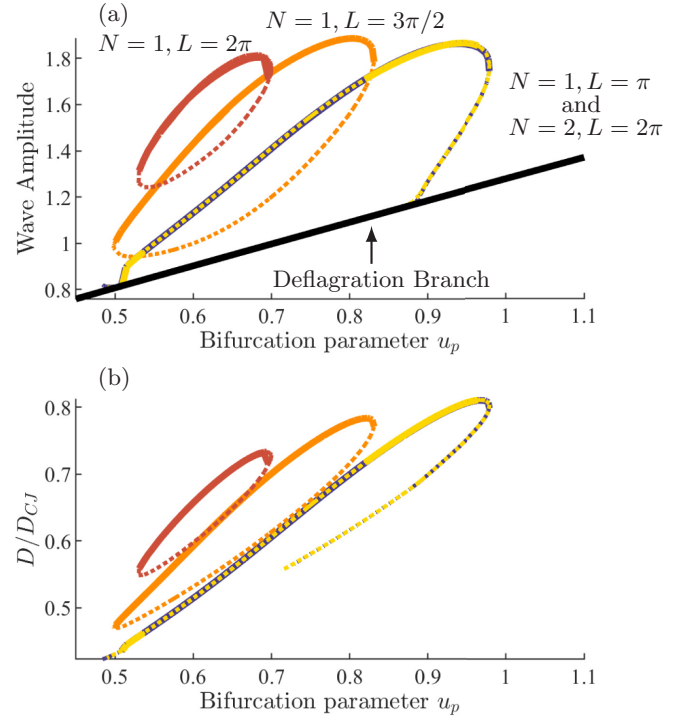 (a)
N = 1, L = 3π/2
N = 1, L = 2π
N = 1, L = π
and
N = 2, L = 2π
Wave Amplitude
1.8
1.6
1.4
1.2
1
0.8
Deflagration Branch
0.5 0.6 0.7 0.8 0.9 1 1.1
Bifurcation parameter u_p
(b)
D/D_{CJ}
0.8
0.7
0.6
0.5
0.5 0.6 0.7 0.8 0.9 1 1.1
Bifurcation parameter u_p